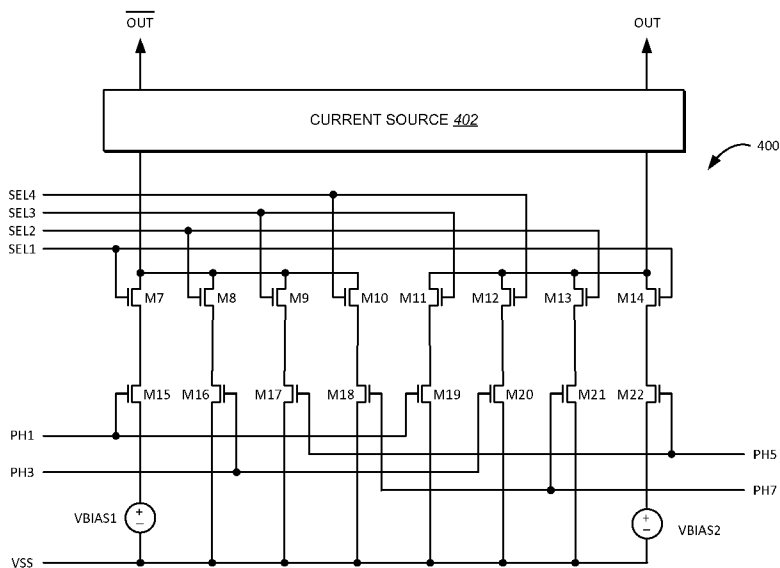 OUT OUT
CURRENT SOURCE 402
400
SEL4
SEL3
SEL2
SEL1
M7 M8 M9 M10 M11 M12 M13 M14
M15 M16 M17 M18 M19 M20 M21 M22
PH1
PH5
PH3
PH7
VBIAS1
VBIAS2
VSS